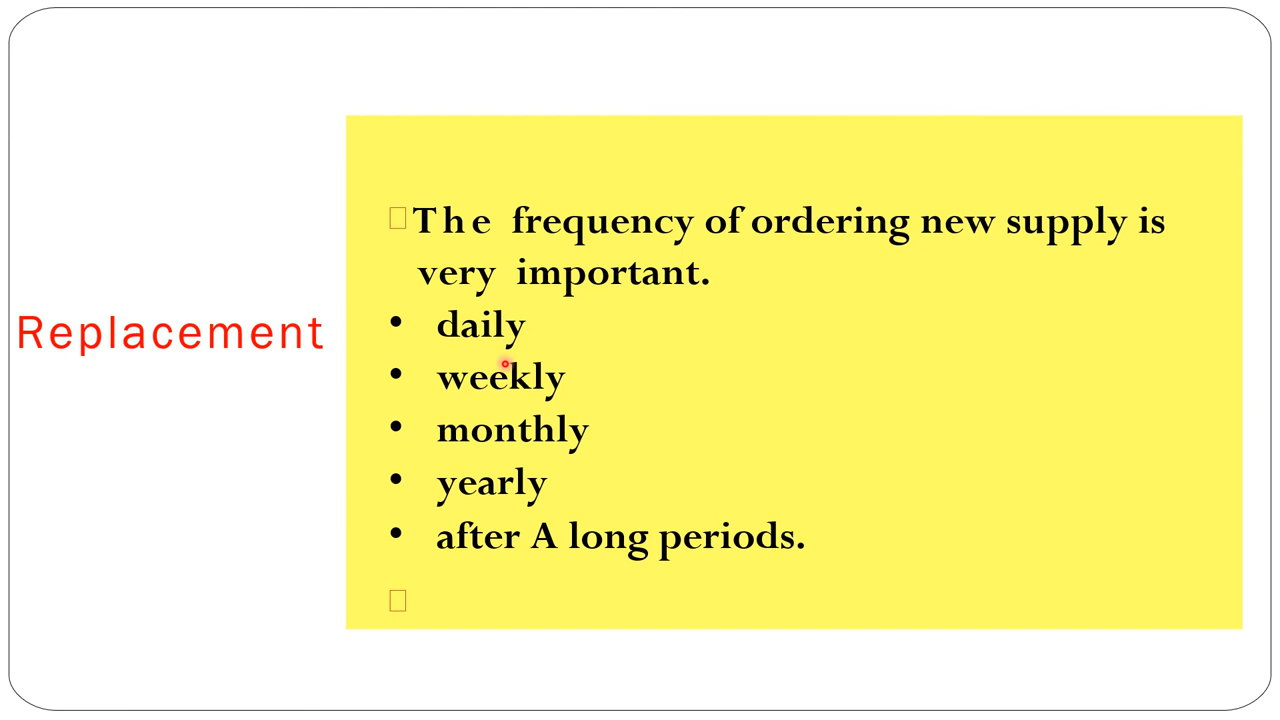 Replacement
The frequency of ordering new supply is
very important.
• daily
• weekly
• monthly
• yearly
• after A long periods.